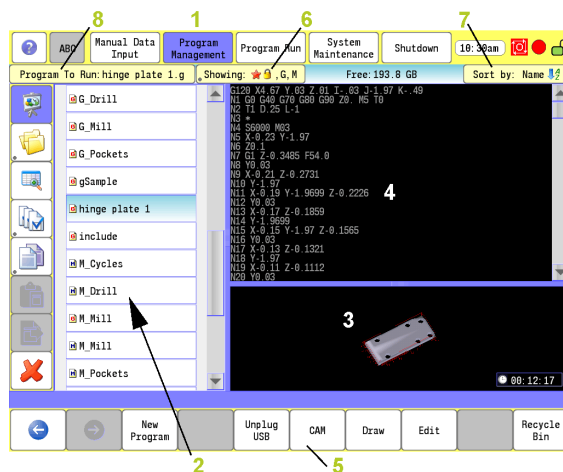 8 1 6 7
ABC Manual Data Input Program Management Program Run System Maintenance Shutdown 10:30am
Program To Run:hinge plate 1.g Showing: ,G,M Free:193.8 GB Sort by: Name
G_Drill
G_Mill
G_Pockets
gSample
hinge plate 1
include
M_Cycles
M_Drill
M_Mill
M_Mill
M_Pockets
G120 X4.67 Y.03 Z.01 I-.03 J-1.97 K-.49
N1 G0 G40 G70 G80 G90 Z0. M5 T0
N2 T1 D.25 L-1
N3 *
N4 S6000 M03
N5 X-0.23 Y-1.97
N6 Z0.1
N7 G1 Z-0.3485 F54.0
N8 Y0.03
N9 X-0.21 Z-0.2731
N10 Y-1.97
N11 X-0.19 Y-1.9699 Z-0.2226
N12 Y0.03
N13 X-0.17 Z-0.1859
N14 Y-1.9699
N15 X-0.15 Y-1.97 Z-0.1565
N16 Y0.03
N17 X-0.13 Z-0.1321
N18 Y-1.97
N19 X-0.11 Z-0.1112
N20 Y0.03
4
3
00:12:17
New Program Unplug USB CAM Draw Edit Recycle Bin
2 5